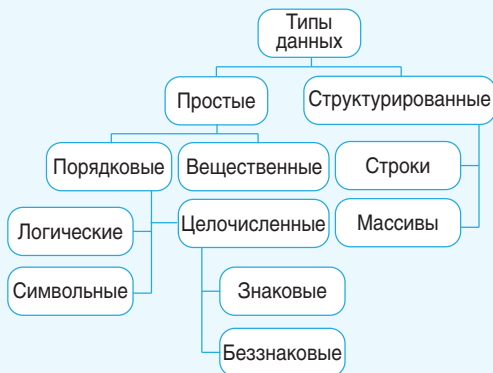 Типы
данных
Простые
Структурированные
Порядковые
Вещественные
Строки
Логические
Целочисленные
Массивы
Символьные
Знаковые
Беззнаковые